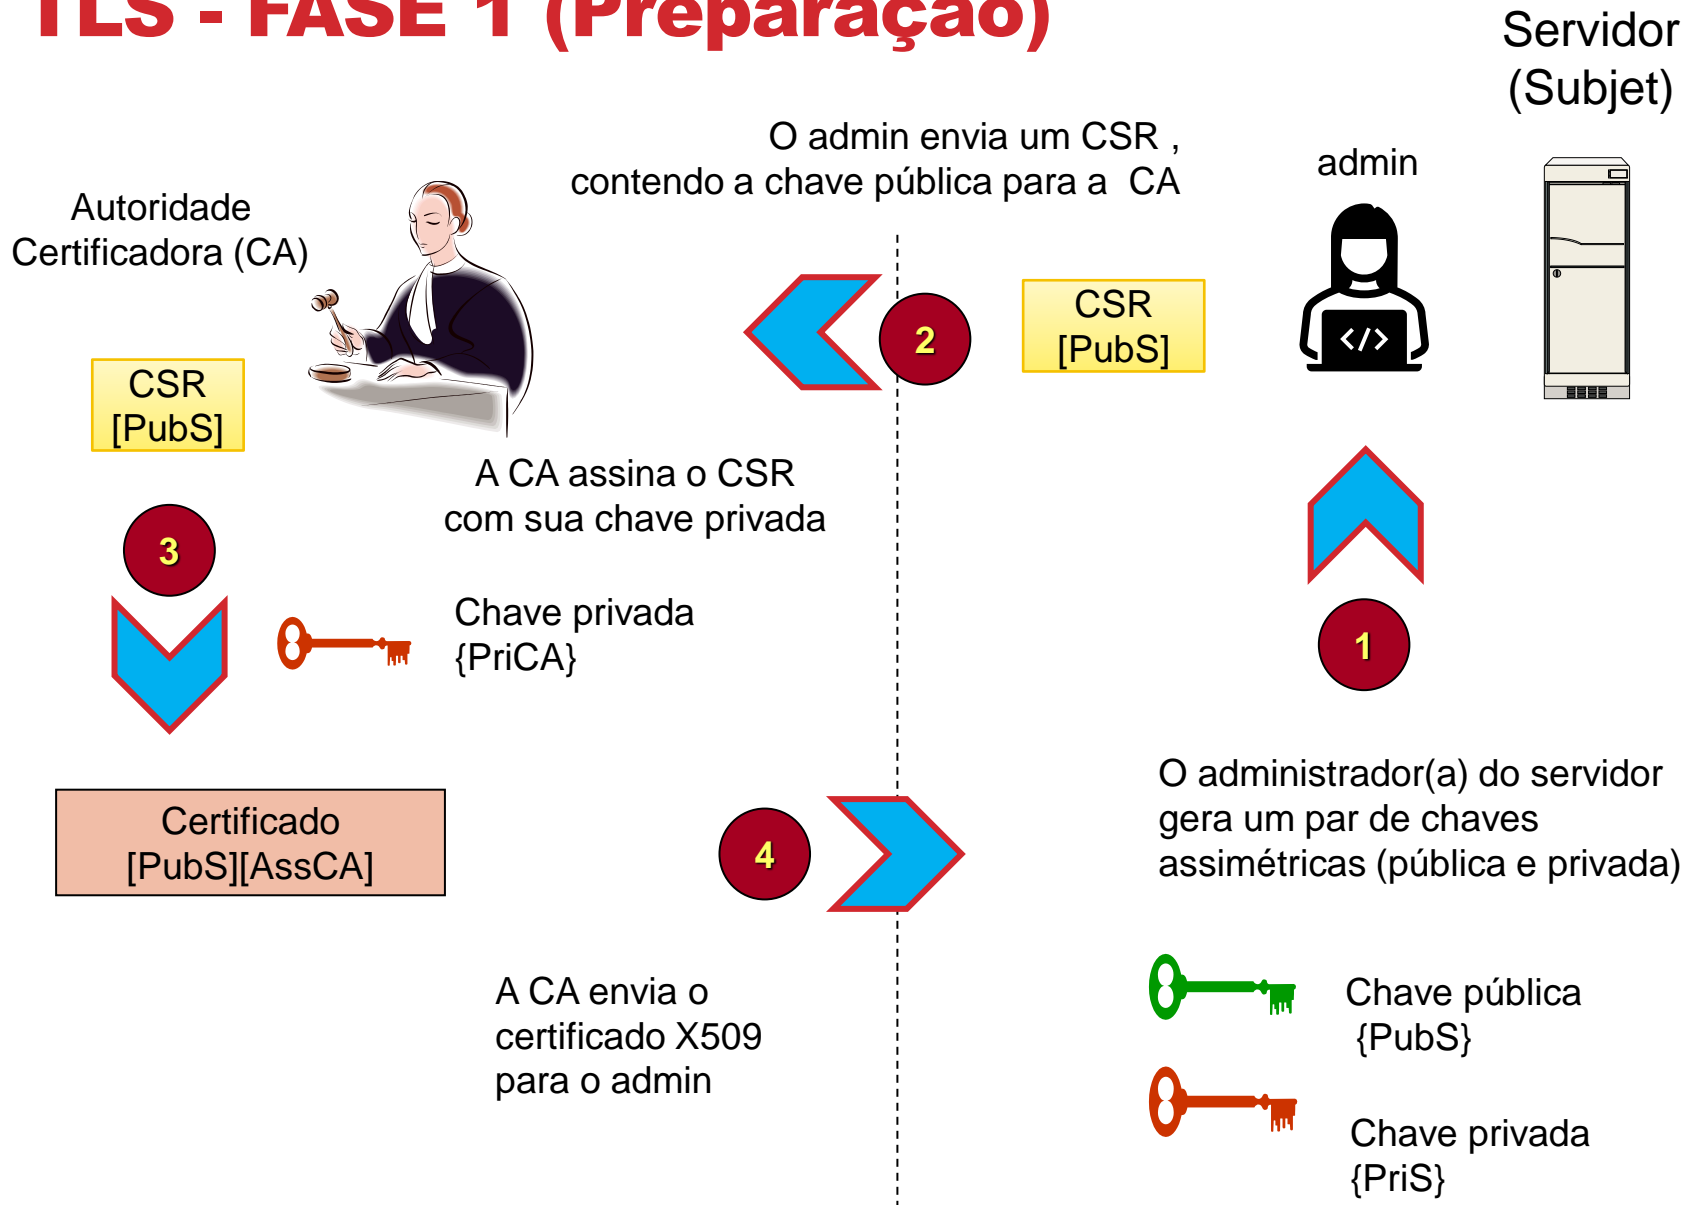 TLS - FASE 1 (Preparação)
Servidor
(Subjet)
O admin envia um CSR ,
contendo a chave pública para a  CA
admin
Autoridade
Certificadora (CA)
CSR
[PubS]
2
</>
CSR
[PubS]
A CA assina o CSR
com sua chave privada
3
Chave privada
{PriCA}
1
Certificado
[PubS][AssCA]
4
O administrador(a) do servidor
gera um par de chaves
assimétricas (pública e privada)
A CA envia o
certificado X509
para o admin
Chave pública
{PubS}
Chave privada
{PriS}